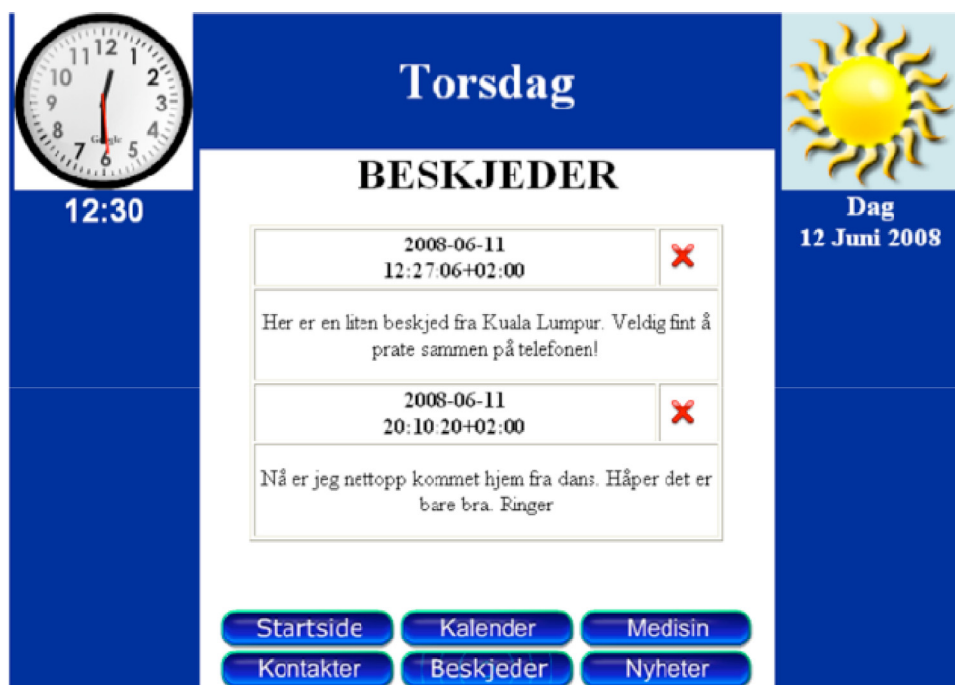 12
1
2
3
4
5
6
7
8
9
10
11
Google
12:30
Torsdag
Dag
12 Juni 2008
BESKJEDER
2008-06-11
12:27:06+02:00
Her er en liten beskjed fra Kuala Lumpur. Veldig fint å
prate sammen på telefonen!
2008-06-11
20:10:20+02:00
Nå er jeg nettopp kommet hjem fra dans. Håper det er
bare bra. Ringer
Startside
Kalender
Medisin
Kontakter
Beskjeder
Nyheter